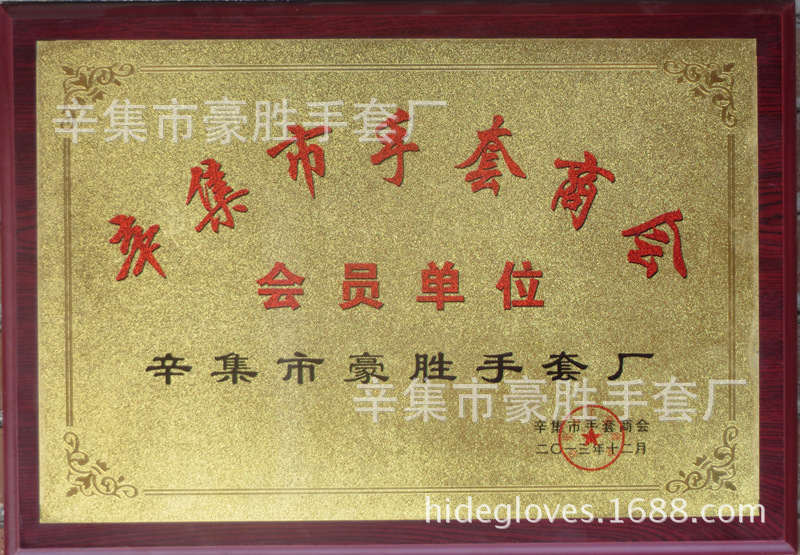 辛集市豪胜手套厂
辛集市手套商会
会员单位
辛集市豪胜手套厂
辛集市豪胜手套厂
辛集市手套商会
二〇一三年十二月
hidegloves.1688.com